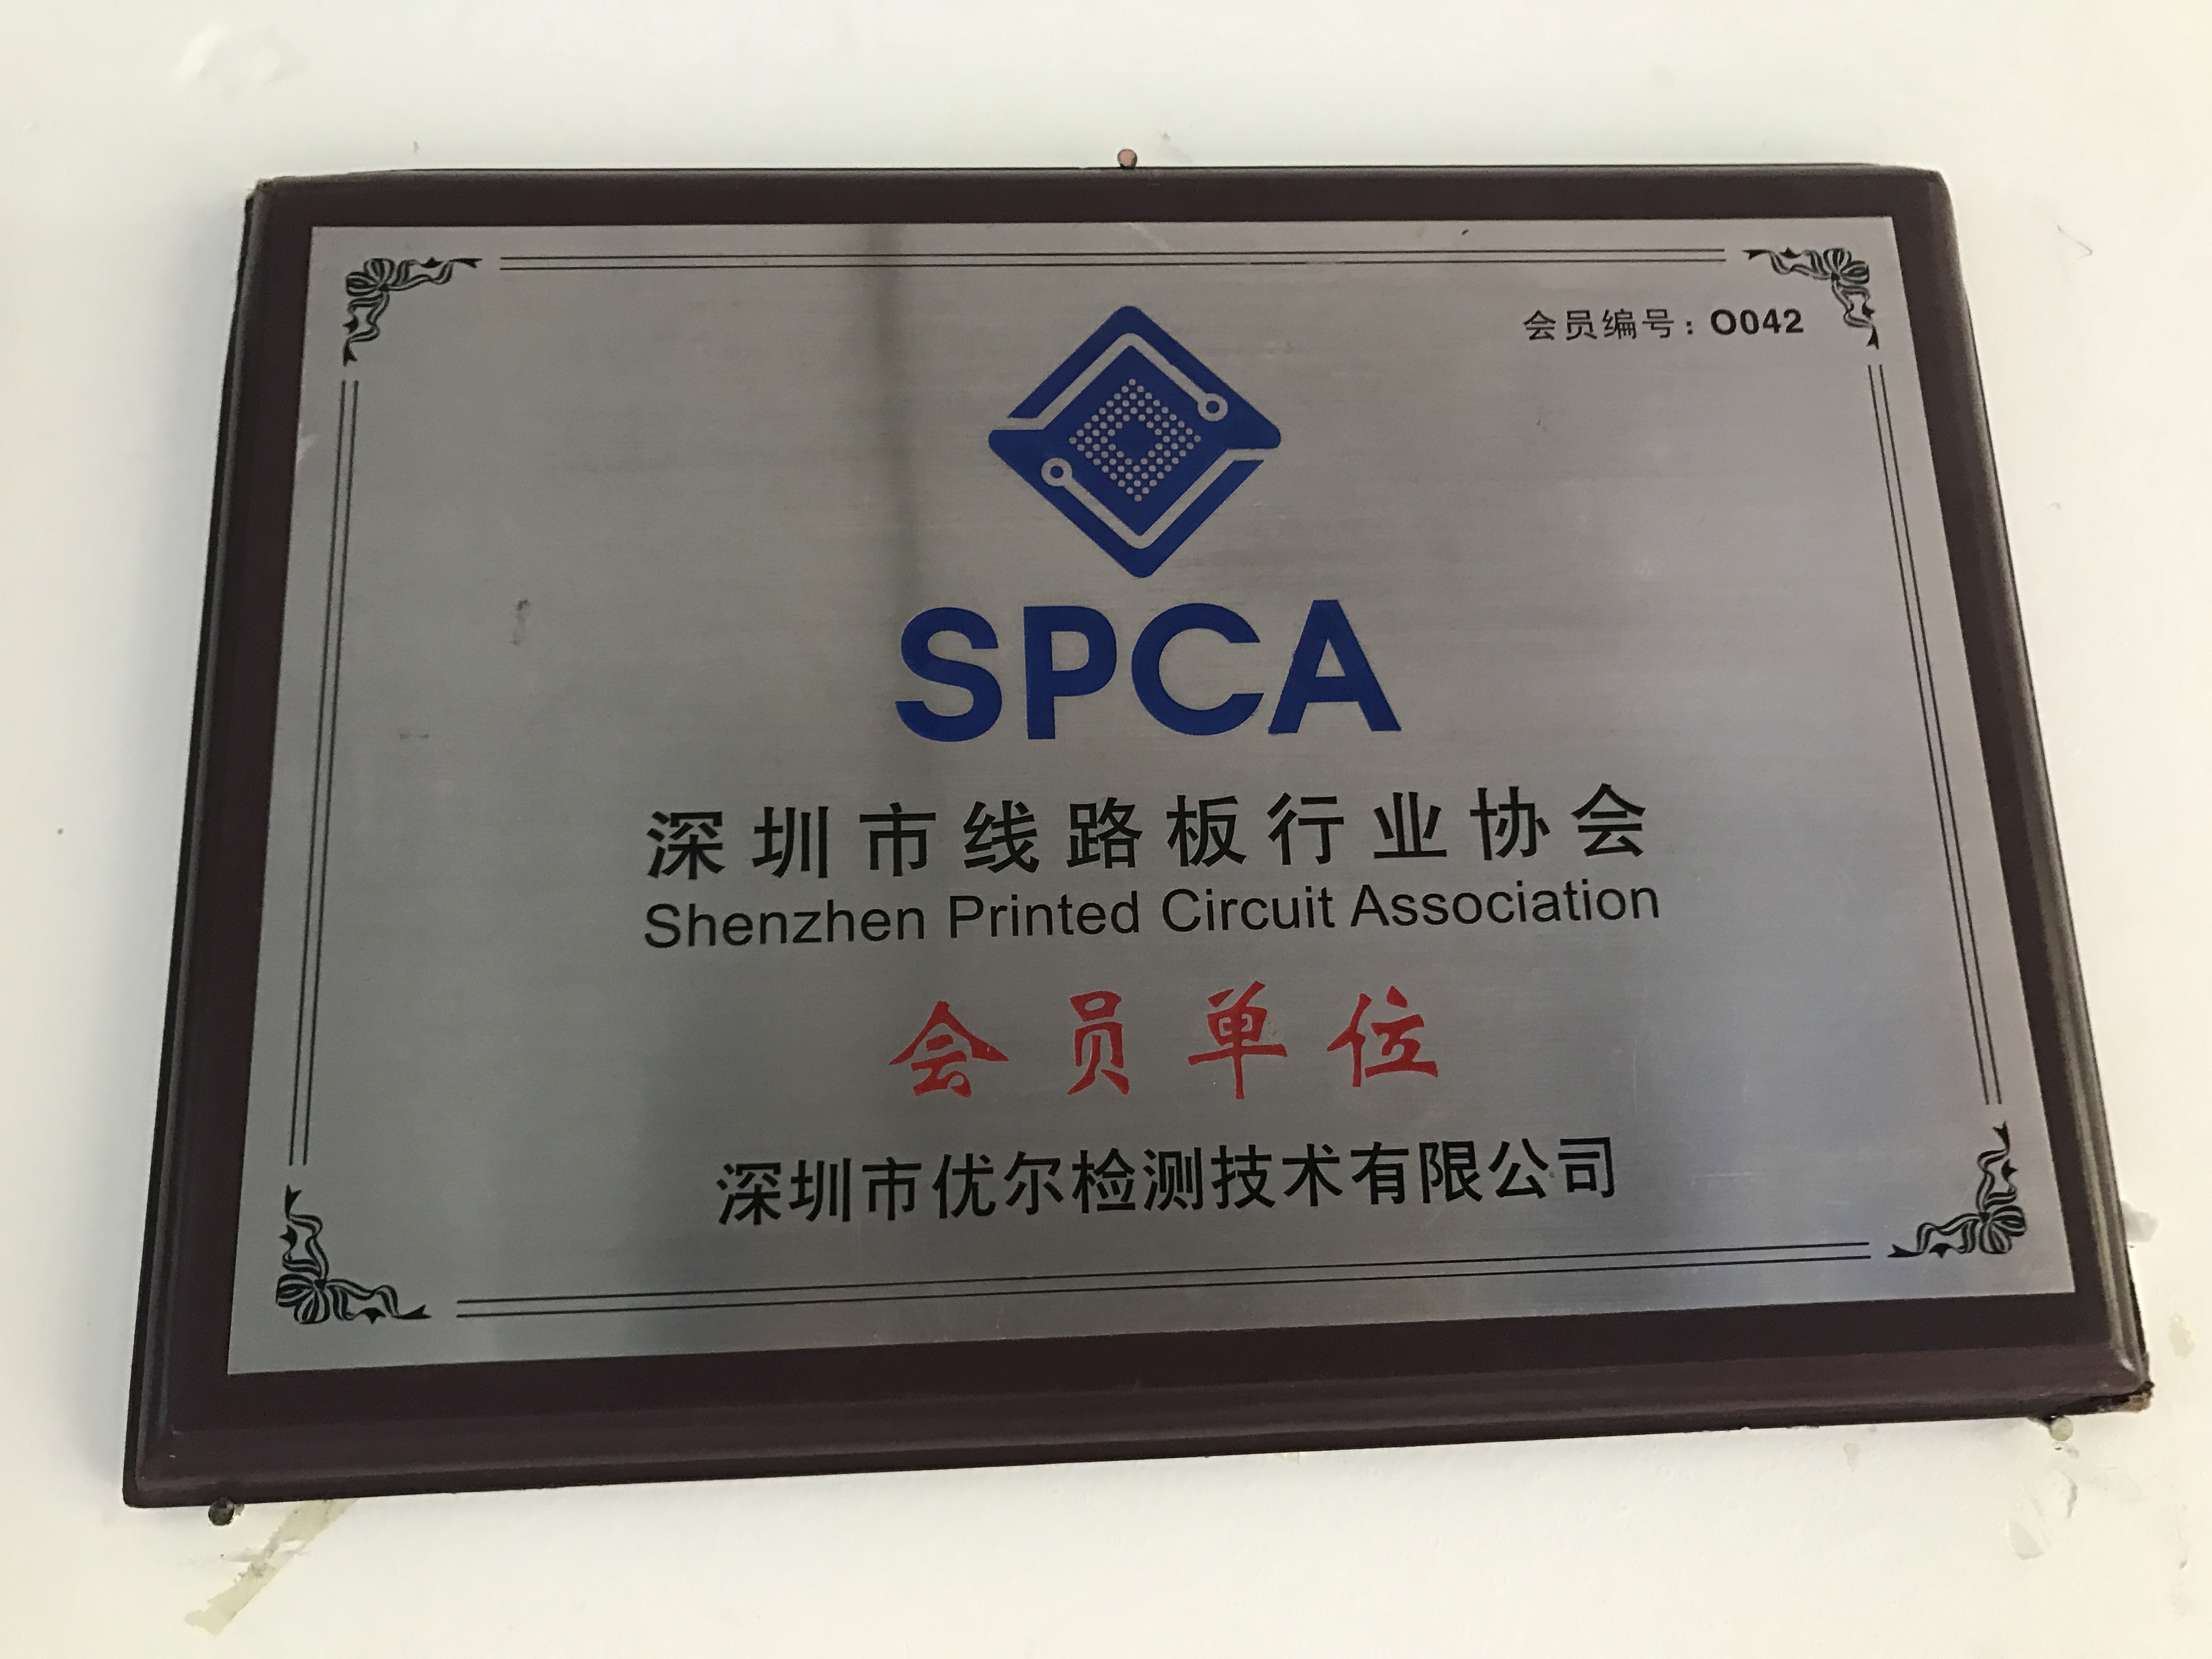 会员编号：O042
SPCA
深圳市线路板行业协会
Shenzhen Printed Circuit Association
会员单位
深圳市优尔检测技术有限公司